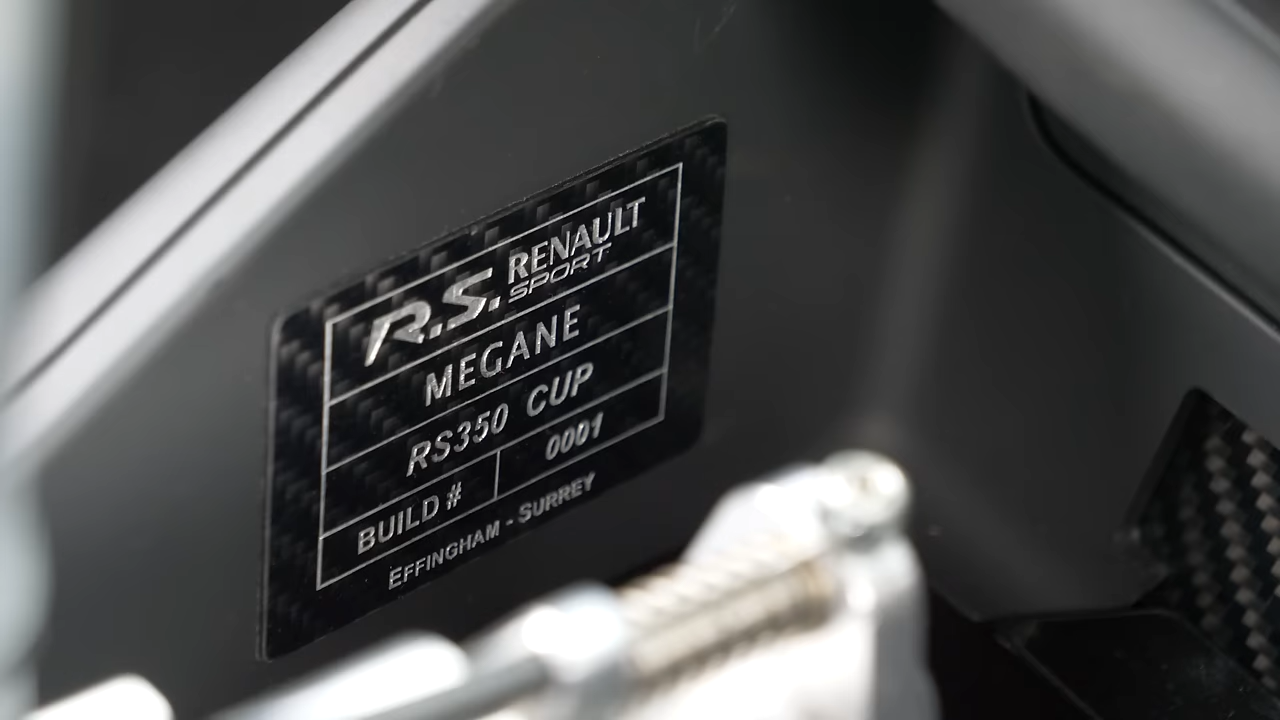 R.S. RENAULT
SPORT
MEGANE
RS350 CUP
BUILD # 0001
EFFINGHAM - SURREY